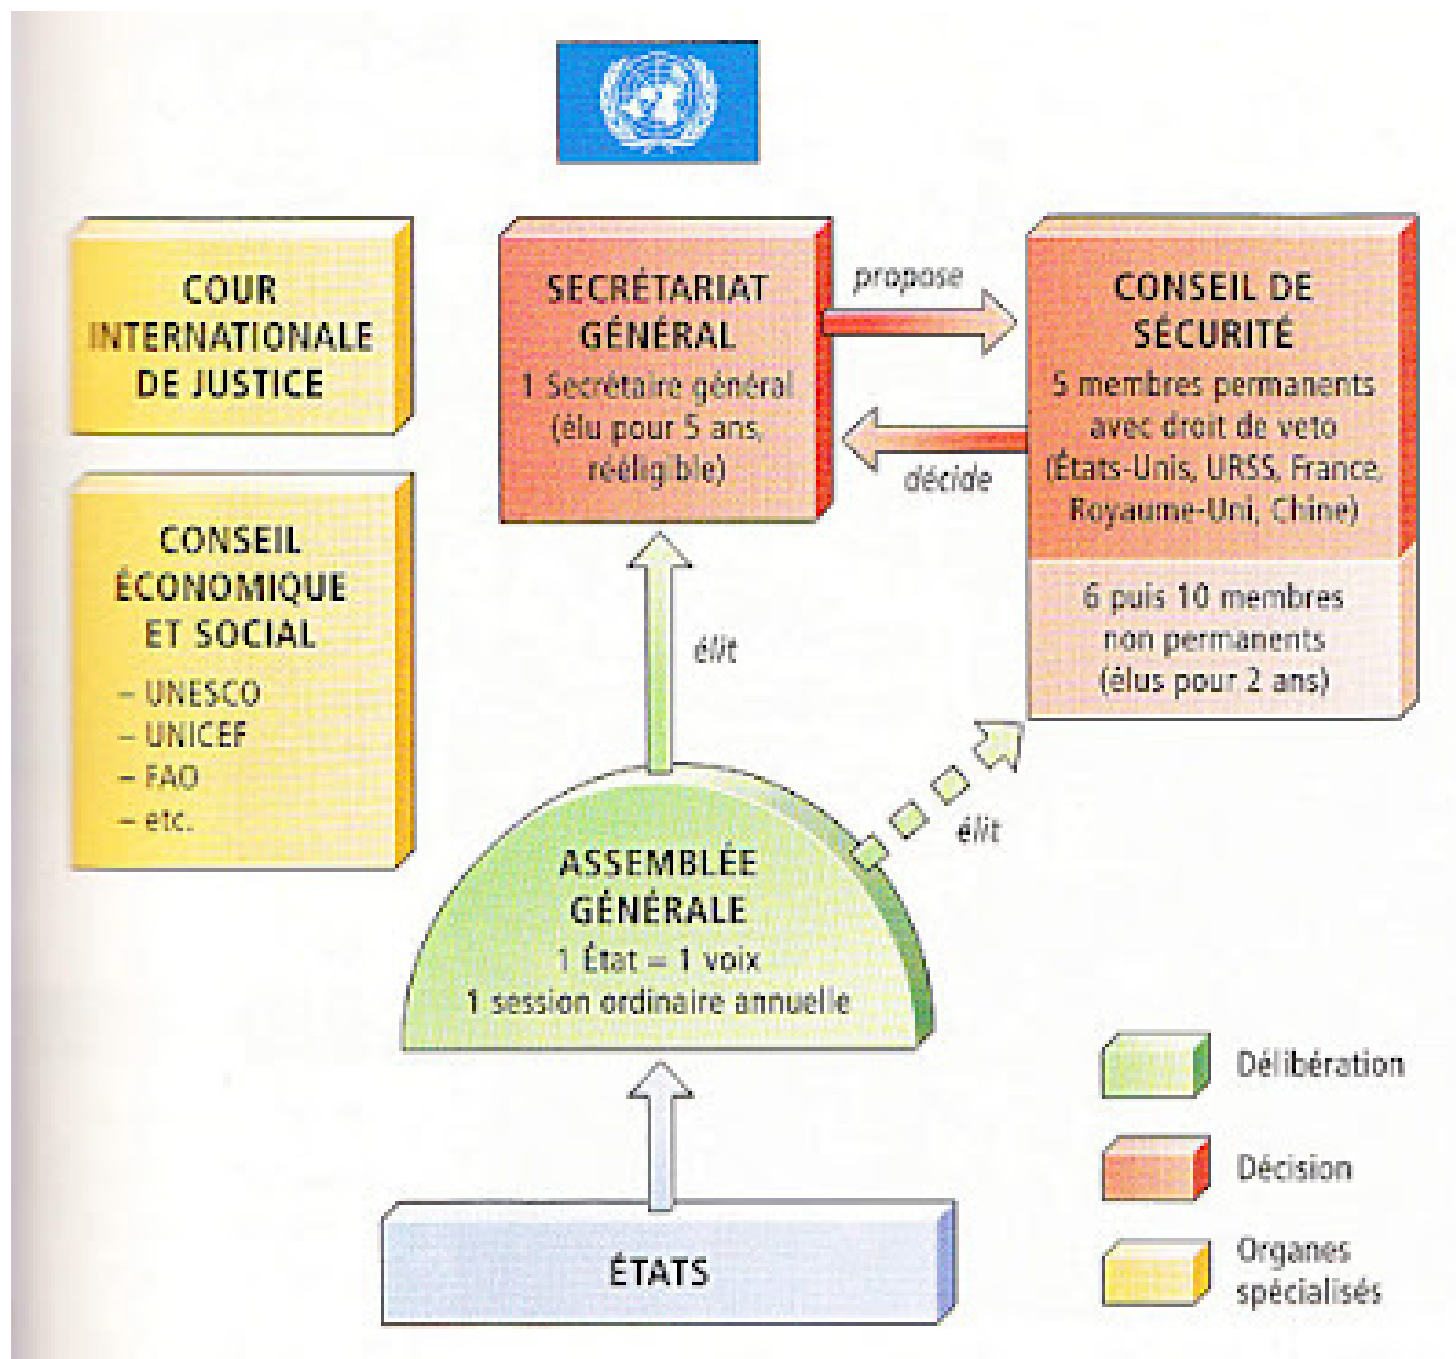 COUR
INTERNATIONALE
DE JUSTICE
CONSEIL
ÉCONOMIQUE
ET SOCIAL
– UNESCO
– UNICEF
– FAO
– etc.
SECRÉTARIAT
GÉNÉRAL
1 Secrétaire général
(élu pour 5 ans,
rééligible)
propose
décide
CONSEIL DE
SÉCURITÉ
5 membres permanents
avec droit de veto
(États-Unis, URSS, France,
Royaume-Uni, Chine)
6 puis 10 membres
non permanents
(élus pour 2 ans)
élit
élit
ASSEMBLÉE
GÉNÉRALE
1 État = 1 voix
1 session ordinaire annuelle
ÉTATS
Délibération
Décision
Organes
spécialisés